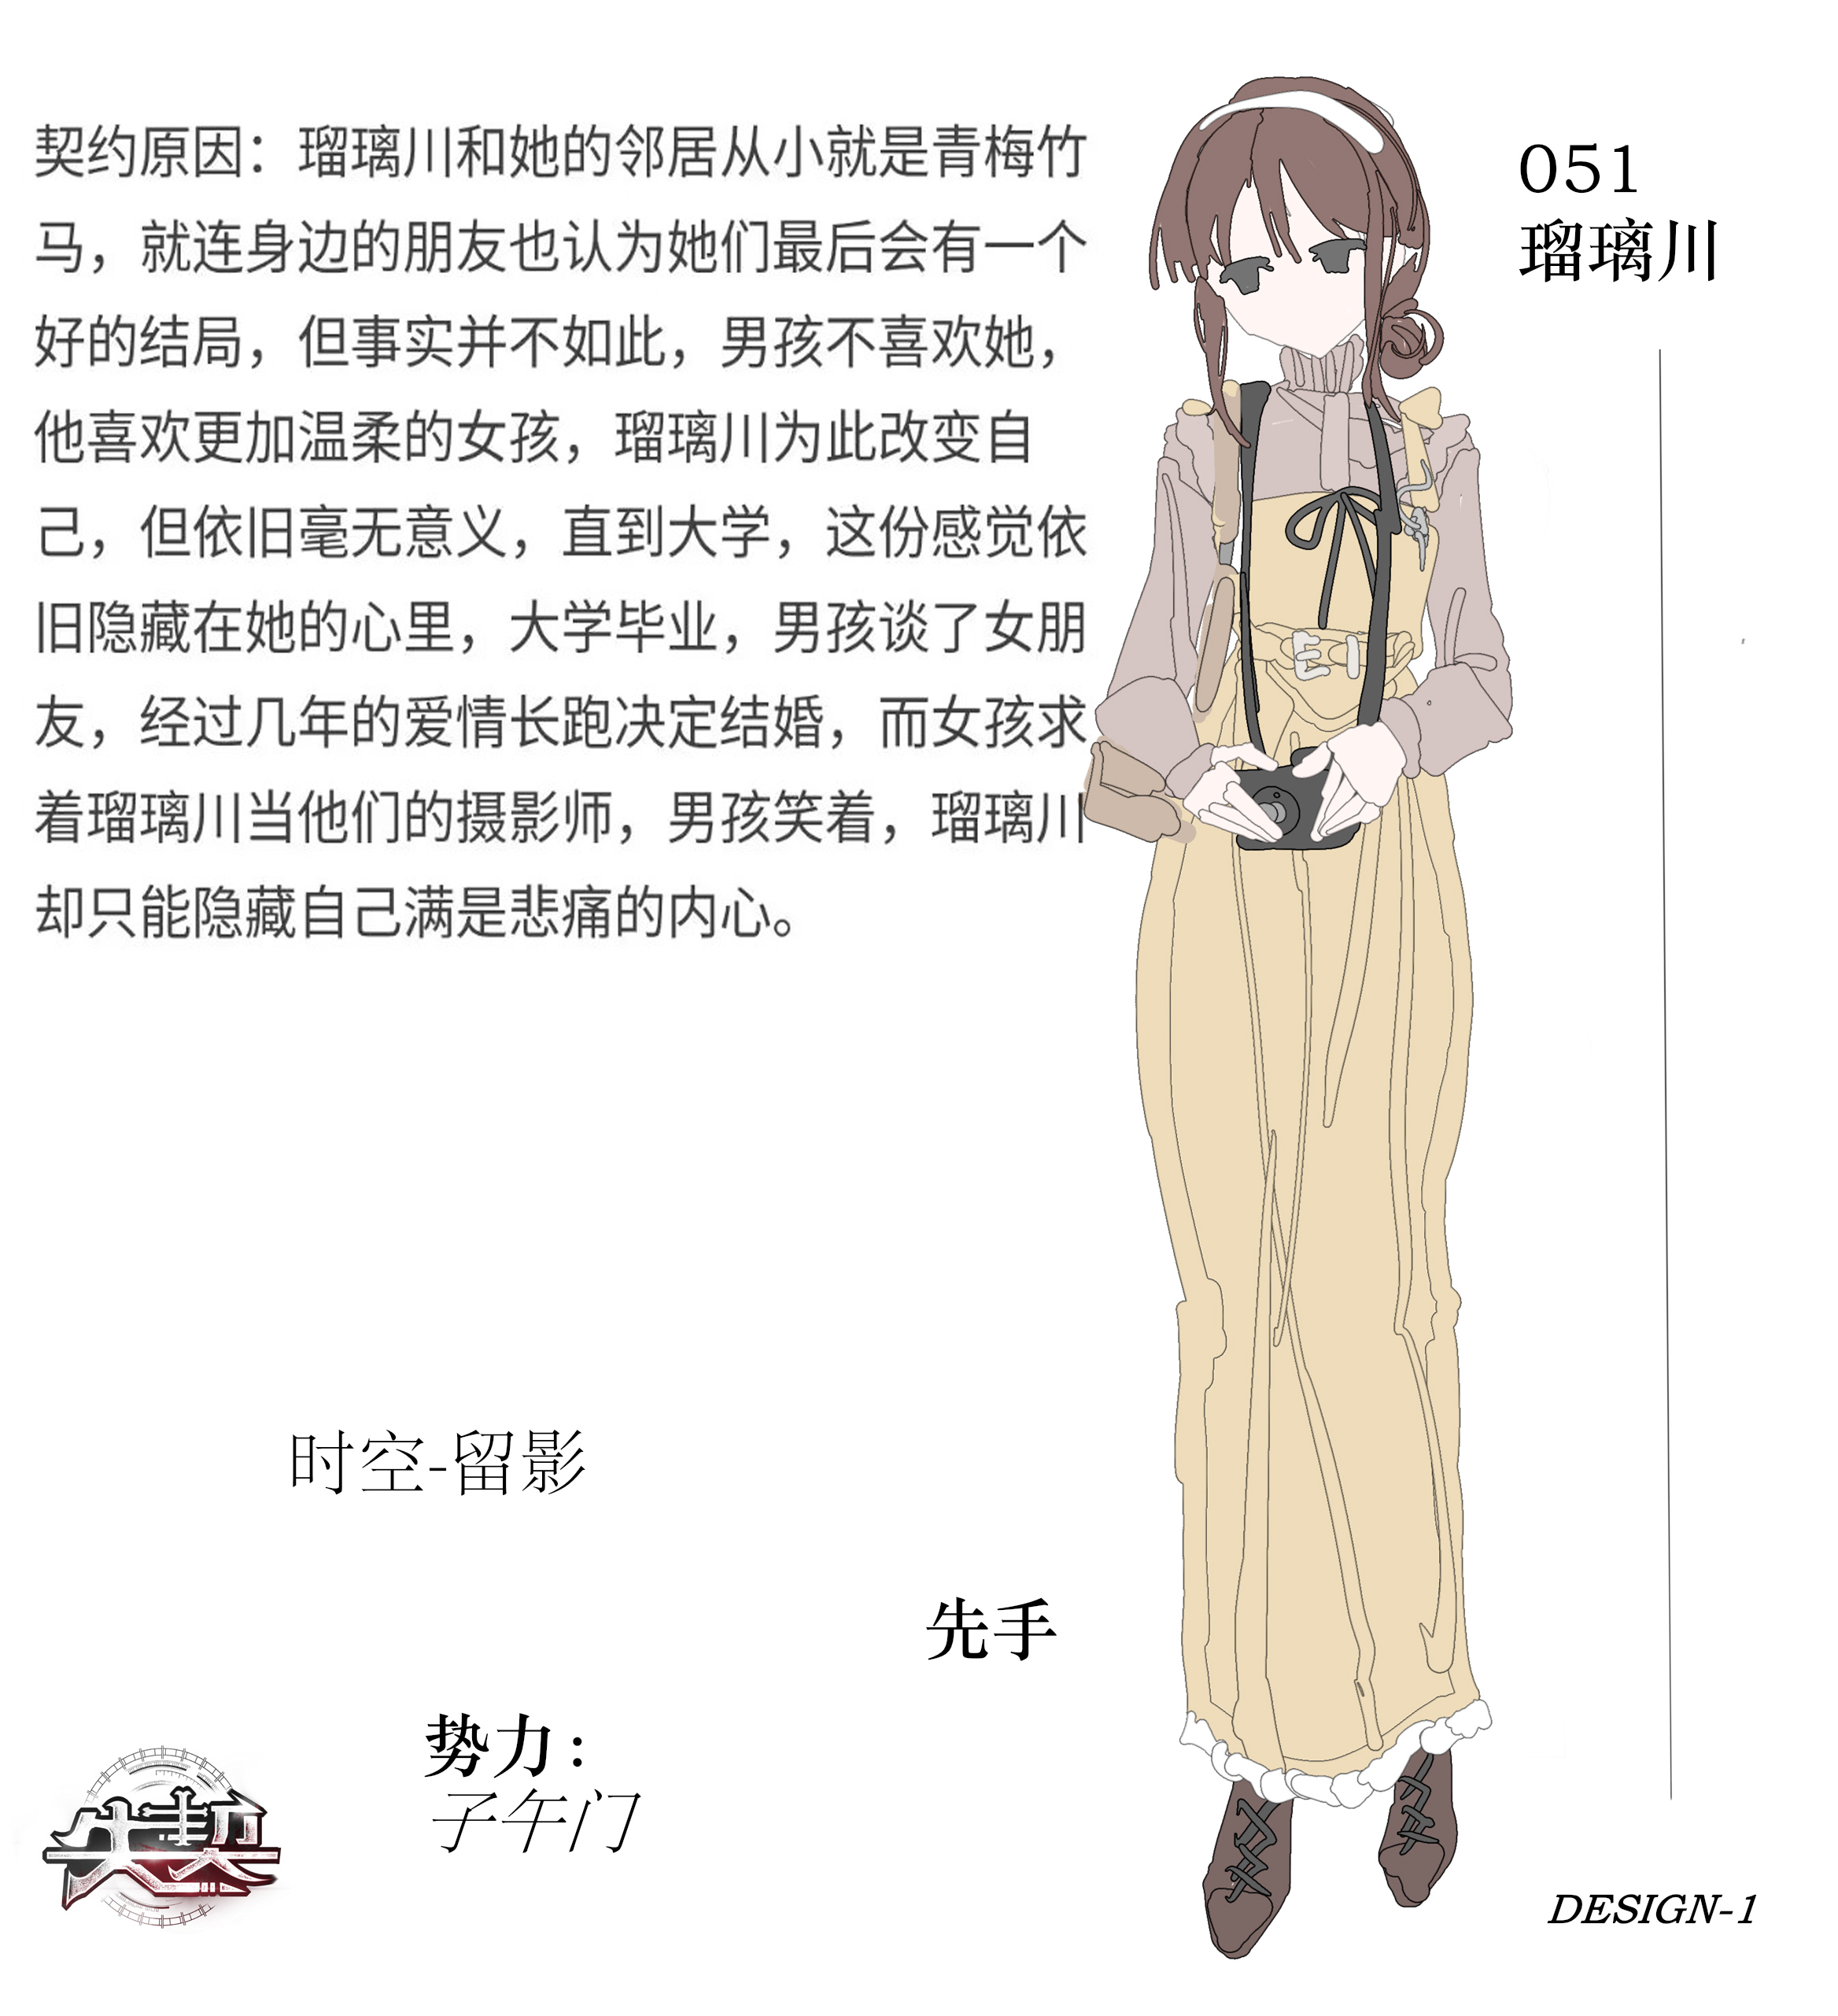 契约原因：瑠璃川和她的邻居从小就是青梅竹
马，就连身边的朋友也认为她们最后会有一个
好的结局，但事实并不如此，男孩不喜欢她，
他喜欢更加温柔的女孩，瑠璃川为此改变自
己，但依旧毫无意义，直到大学，这份感觉依
旧隐藏在她的心里，大学毕业，男孩谈了女朋
友，经过几年的爱情长跑决定结婚，而女孩求
着瑠璃川当他们的摄影师，男孩笑着，瑠璃川
却只能隐藏自己满是悲痛的内心。
051
瑠璃川
时空-留影
先手
势力：
子午门
失契
DESIGN-1